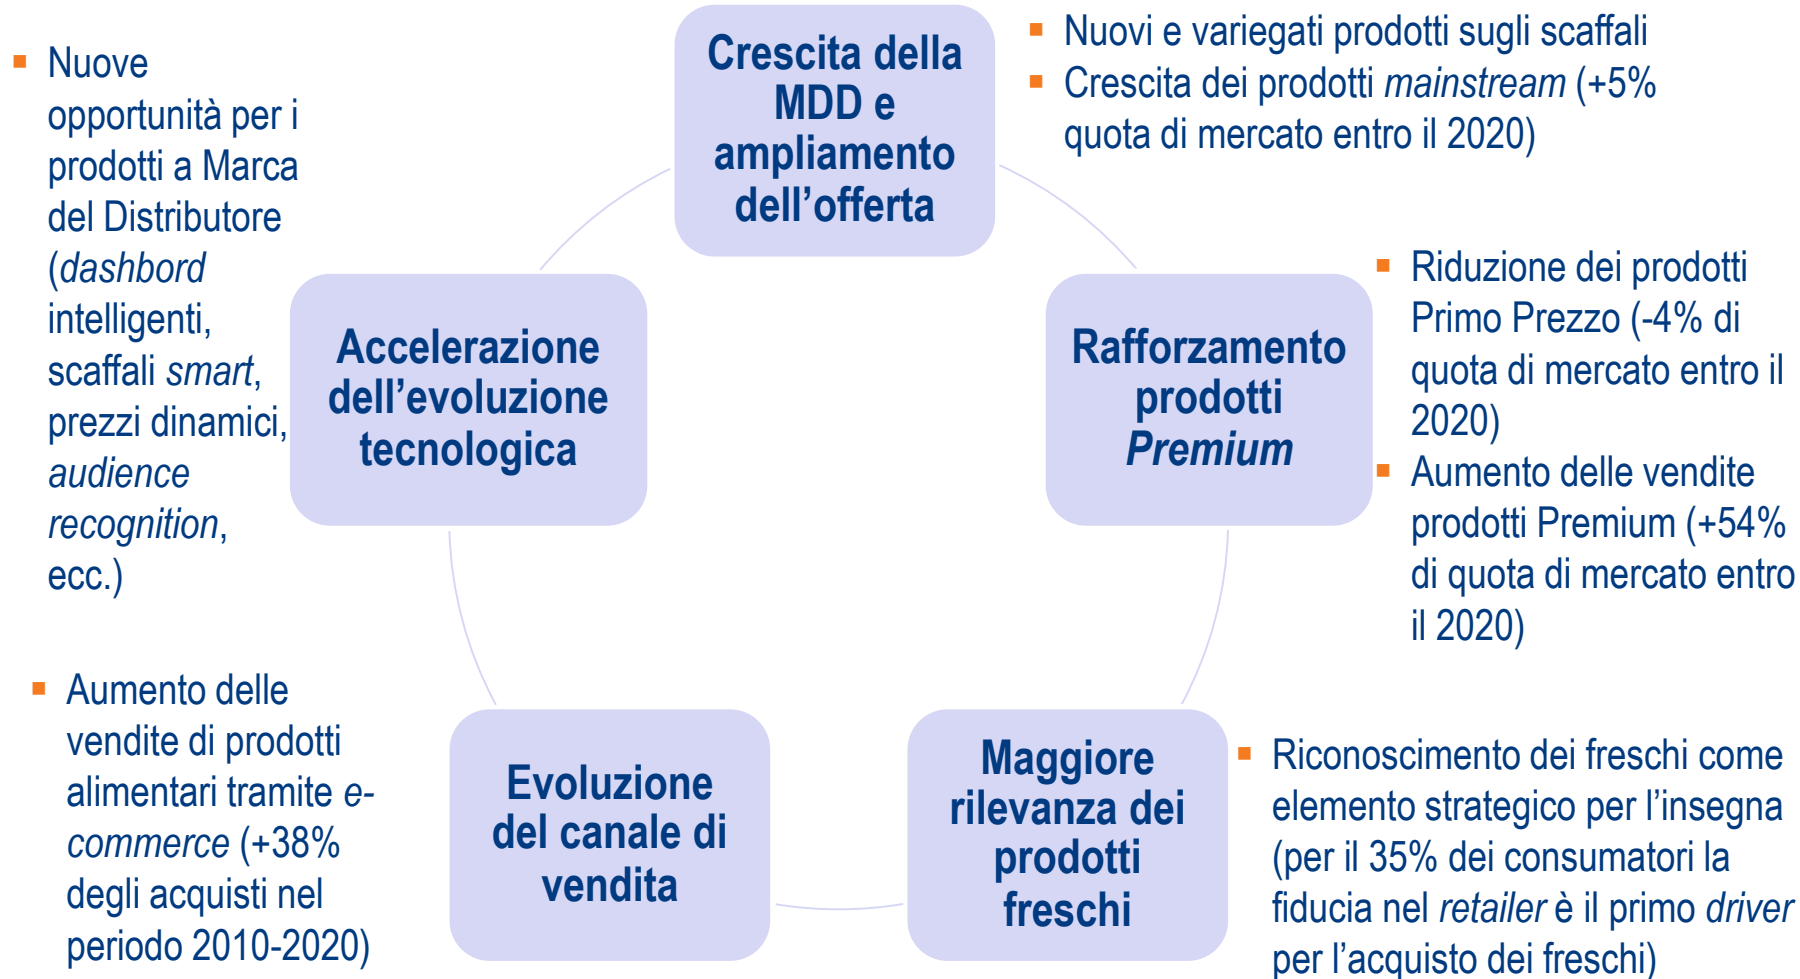 Crescita della
MDD e
ampliamento
dell’offerta
▪ Nuovi e variegati prodotti sugli scaffali
▪ Crescita dei prodotti mainstream (+5%
quota di mercato entro il 2020)
Rafforzamento
prodotti
Premium
▪ Riduzione dei prodotti
Primo Prezzo (-4% di
quota di mercato entro il
2020)
▪ Aumento delle vendite
prodotti Premium (+54%
di quota di mercato entro
il 2020)
Maggiore
rilevanza dei
prodotti
freschi
▪ Riconoscimento dei freschi come
elemento strategico per l’insegna
(per il 35% dei consumatori la
fiducia nel retailer è il primo driver
per l’acquisto dei freschi)
Evoluzione
del canale di
vendita
▪ Aumento delle
vendite di prodotti
alimentari tramite e-
commerce (+38%
degli acquisti nel
periodo 2010-2020)
Accelerazione
dell’evoluzione
tecnologica
▪ Nuove
opportunità per i
prodotti a Marca
del Distributore
(dashbord
intelligenti,
scaffali smart,
prezzi dinamici,
audience
recognition,
ecc.)